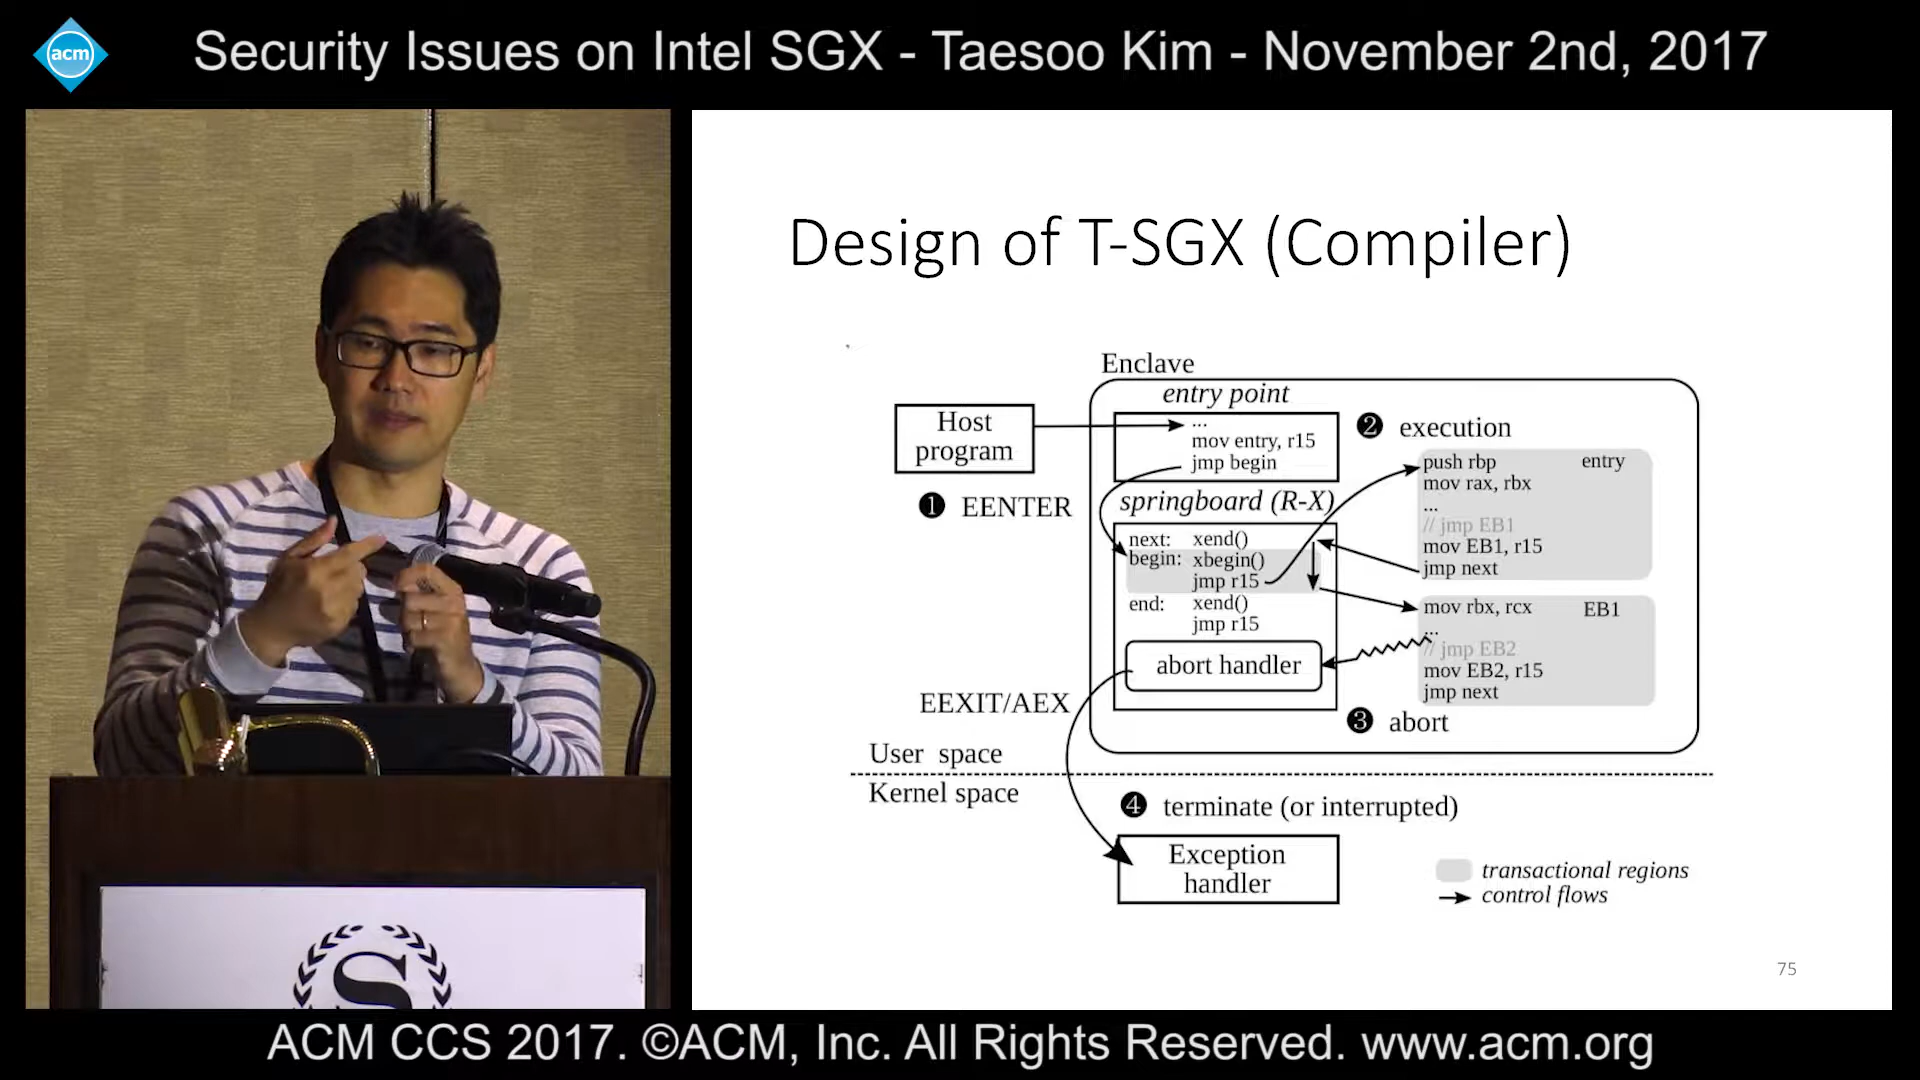 acm
Security Issues on Intel SGX - Taesoo Kim - November 2nd, 2017
Design of T-SGX (Compiler)
Enclave
entry point
Host
program
...
mov entry, r15
jmp begin
❶ EENTER
❷ execution
push rbp
entry
mov rax, rbx
...
// jmp EB1
mov EB1, r15
jmp next
springboard (R-X)
next: xend()
begin: xbegin()
jmp r15
end: xend()
jmp r15
abort handler
mov rbx, rcx
EB1
...
// jmp EB2
mov EB2, r15
jmp next
❸ abort
EEXIT/AEX
User space
Kernel space
❹ terminate (or interrupted)
Exception
handler
transactional regions
control flows
75
S
ACM CCS 2017. ©ACM, Inc. All Rights Reserved. www.acm.org